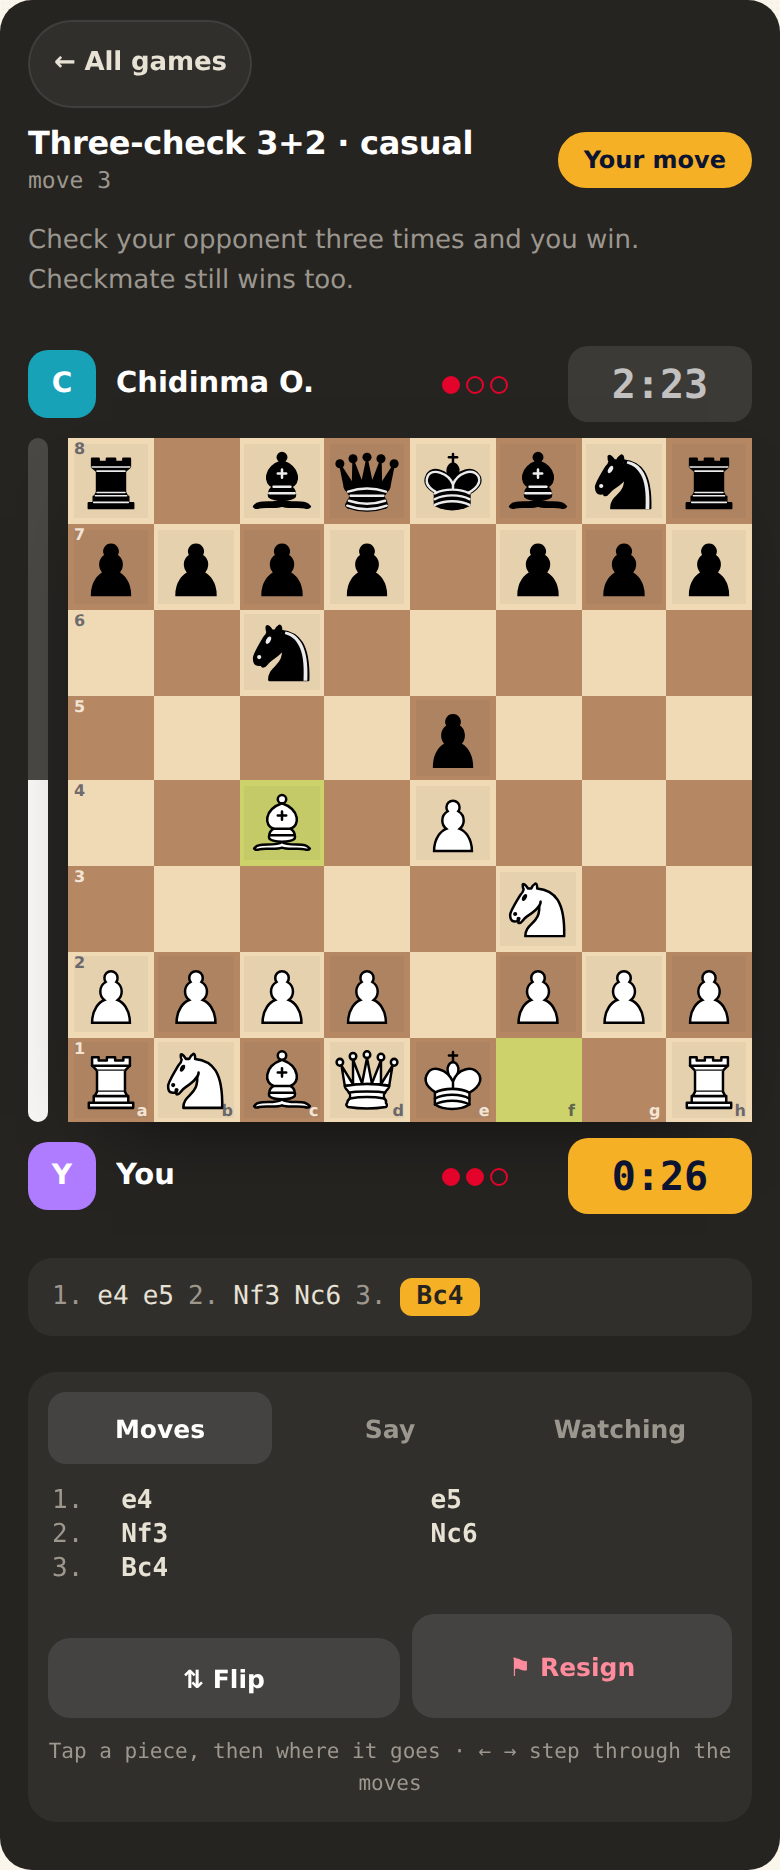 ← All games
Three-check 3+2 · casual
move 3
Your move
Check your opponent three times and you win.
Checkmate still wins too.
C
Chidinma O.
2:23
8
7
6
5
4
3
2
1
a
b
c
d
e
f
g
h
Y
You
0:26
1. e4 e5 2. Nf3 Nc6 3. Bc4
Moves
Say
Watching
1. e4 e5
2. Nf3 Nc6
3. Bc4
⇅ Flip
⚑ Resign
Tap a piece, then where it goes · ← → step through the
moves